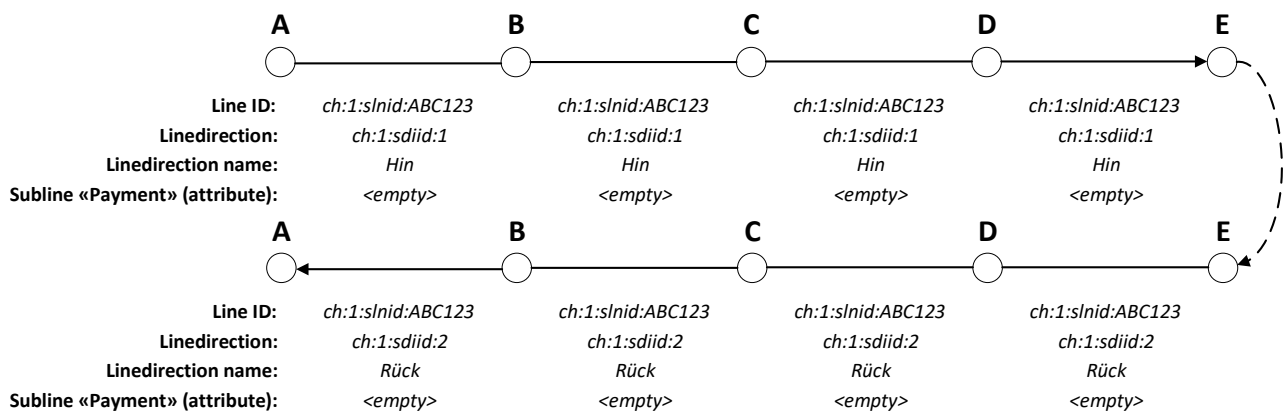 A B C D E
Line ID: ch:1:slnid:ABC123 ch:1:slnid:ABC123 ch:1:slnid:ABC123 ch:1:slnid:ABC123
Linedirection: ch:1:sdiid:1 ch:1:sdiid:1 ch:1:sdiid:1 ch:1:sdiid:1
Linedirection name: Hin Hin Hin Hin
Subline «Payment» (attribute): <empty> <empty> <empty> <empty>
A B C D E
Line ID: ch:1:slnid:ABC123 ch:1:slnid:ABC123 ch:1:slnid:ABC123 ch:1:slnid:ABC123
Linedirection: ch:1:sdiid:2 ch:1:sdiid:2 ch:1:sdiid:2 ch:1:sdiid:2
Linedirection name: Rück Rück Rück Rück
Subline «Payment» (attribute): <empty> <empty> <empty> <empty>